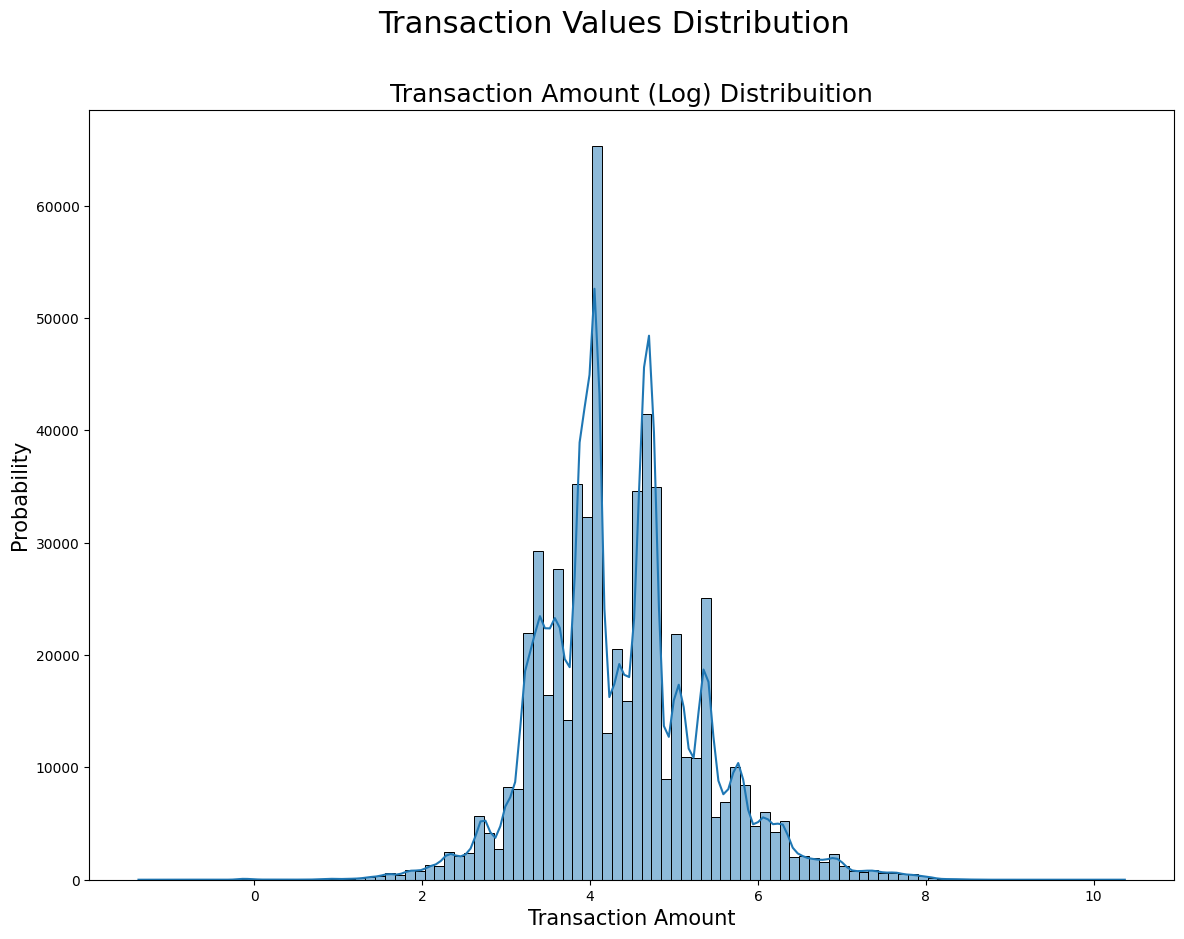 Transaction Values Distribution
Transaction Amount (Log) Distribuition
60000
50000
40000
30000
20000
10000
0
Probability
0 2 4 6 8 10
Transaction Amount